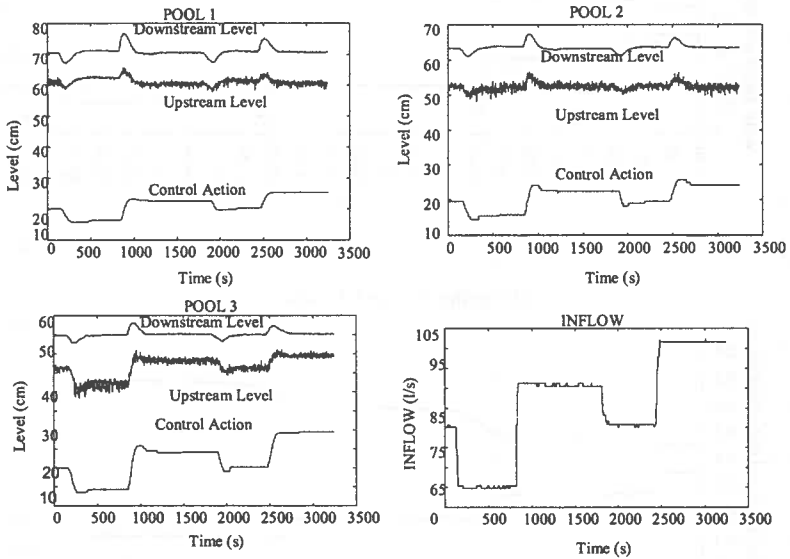 POOL 1
80
70
60
50
40
30
20
10
Level (cm)
Downstream Level
Upstream Level
Control Action
0 500 1000 1500 2000 2500 3000 3500
Time (s)
POOL 2
70
60
50
40
30
20
10
Level (cm)
Downstream Level
Upstream Level
Control Action
0 500 1000 1500 2000 2500 3000 3500
Time (s)
POOL 3
60
50
40
30
20
10
Level (cm)
Downstream Level
Upstream Level
Control Action
0 500 1000 1500 2000 2500 3000 3500
Time (s)
INFLOW
105
95
85
75
65
INFLOW (l/s)
0 500 1000 1500 2000 2500 3000 3500
Time (s)